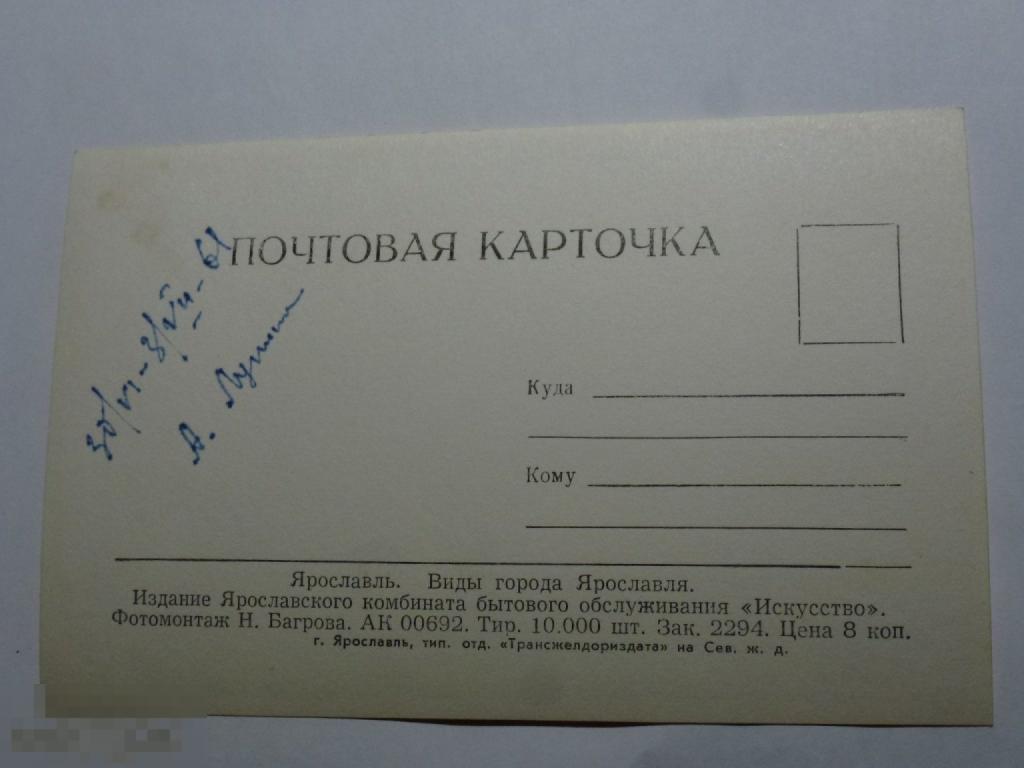 ПОЧТОВАЯ КАРТОЧКА
А.
Куда
Кому
Ярославль. Виды города Ярославля.
Издание Ярославского комбината бытового обслуживания «Искусство».
Фотомонтаж Н. Багрова. АК 00692. Тир. 10.000 шт. Зак. 2294. Цена 8 коп.
г. Ярославль, тип. отд. «Трансжелдориздата» на Сев. ж. д.